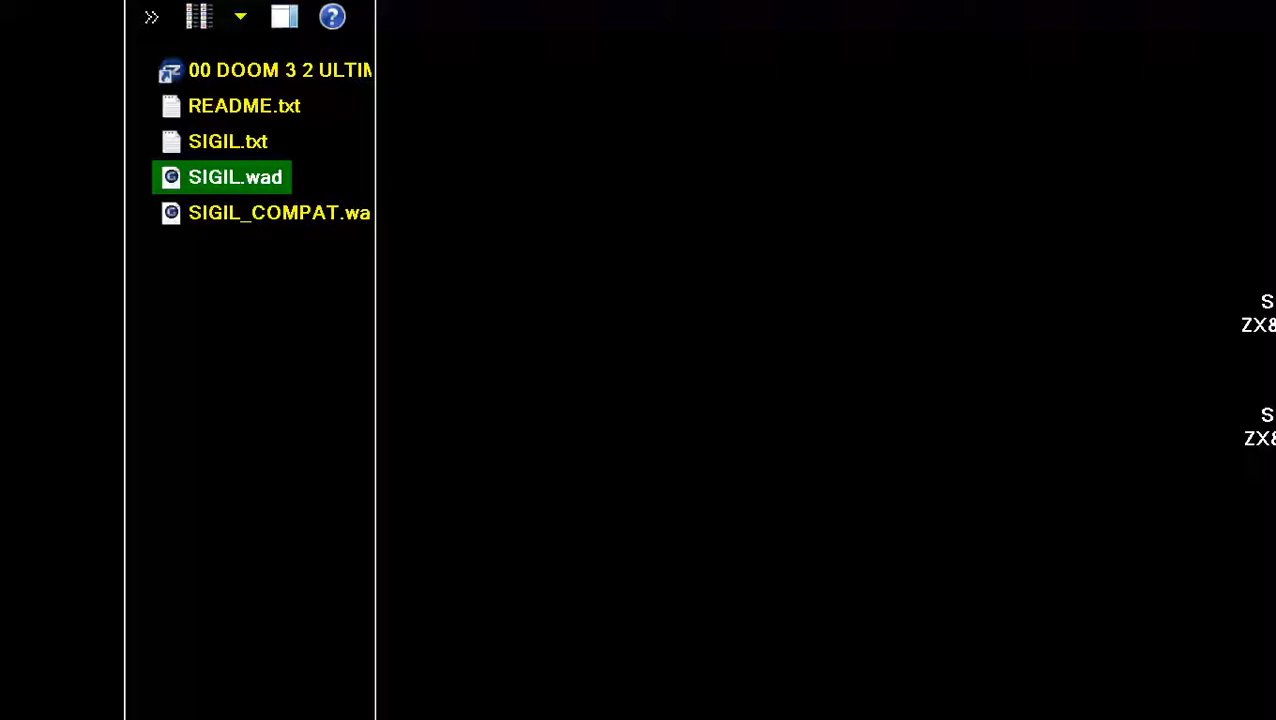 00 DOOM 3 2 ULTIM
README.txt
SIGIL.txt
SIGIL.wad
SIGIL_COMPAT.wa
S
ZX8
S
ZX8